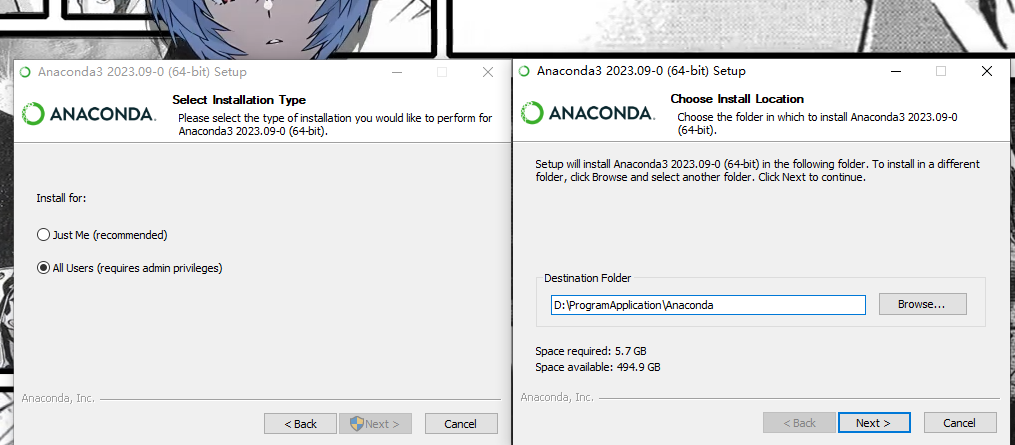 Anaconda3 2023.09-0 (64-bit) Setup
ANACONDA.
Select Installation Type
Please select the type of installation you would like to perform for
Anaconda3 2023.09-0 (64-bit).
Install for:
Just Me (recommended)
All Users (requires admin privileges)
Anaconda, Inc.
< Back
Next >
Cancel
Anaconda3 2023.09-0 (64-bit) Setup
ANACONDA.
Choose Install Location
Choose the folder in which to install Anaconda3 2023.09-0
(64-bit).
Setup will install Anaconda3 2023.09-0 (64-bit) in the following folder. To install in a different
folder, click Browse and select another folder. Click Next to continue.
Destination Folder
D:\ProgramApplication\Anaconda
Browse...
Space required: 5.7 GB
Space available: 494.9 GB
Anaconda, Inc.
< Back
Next >
Cancel